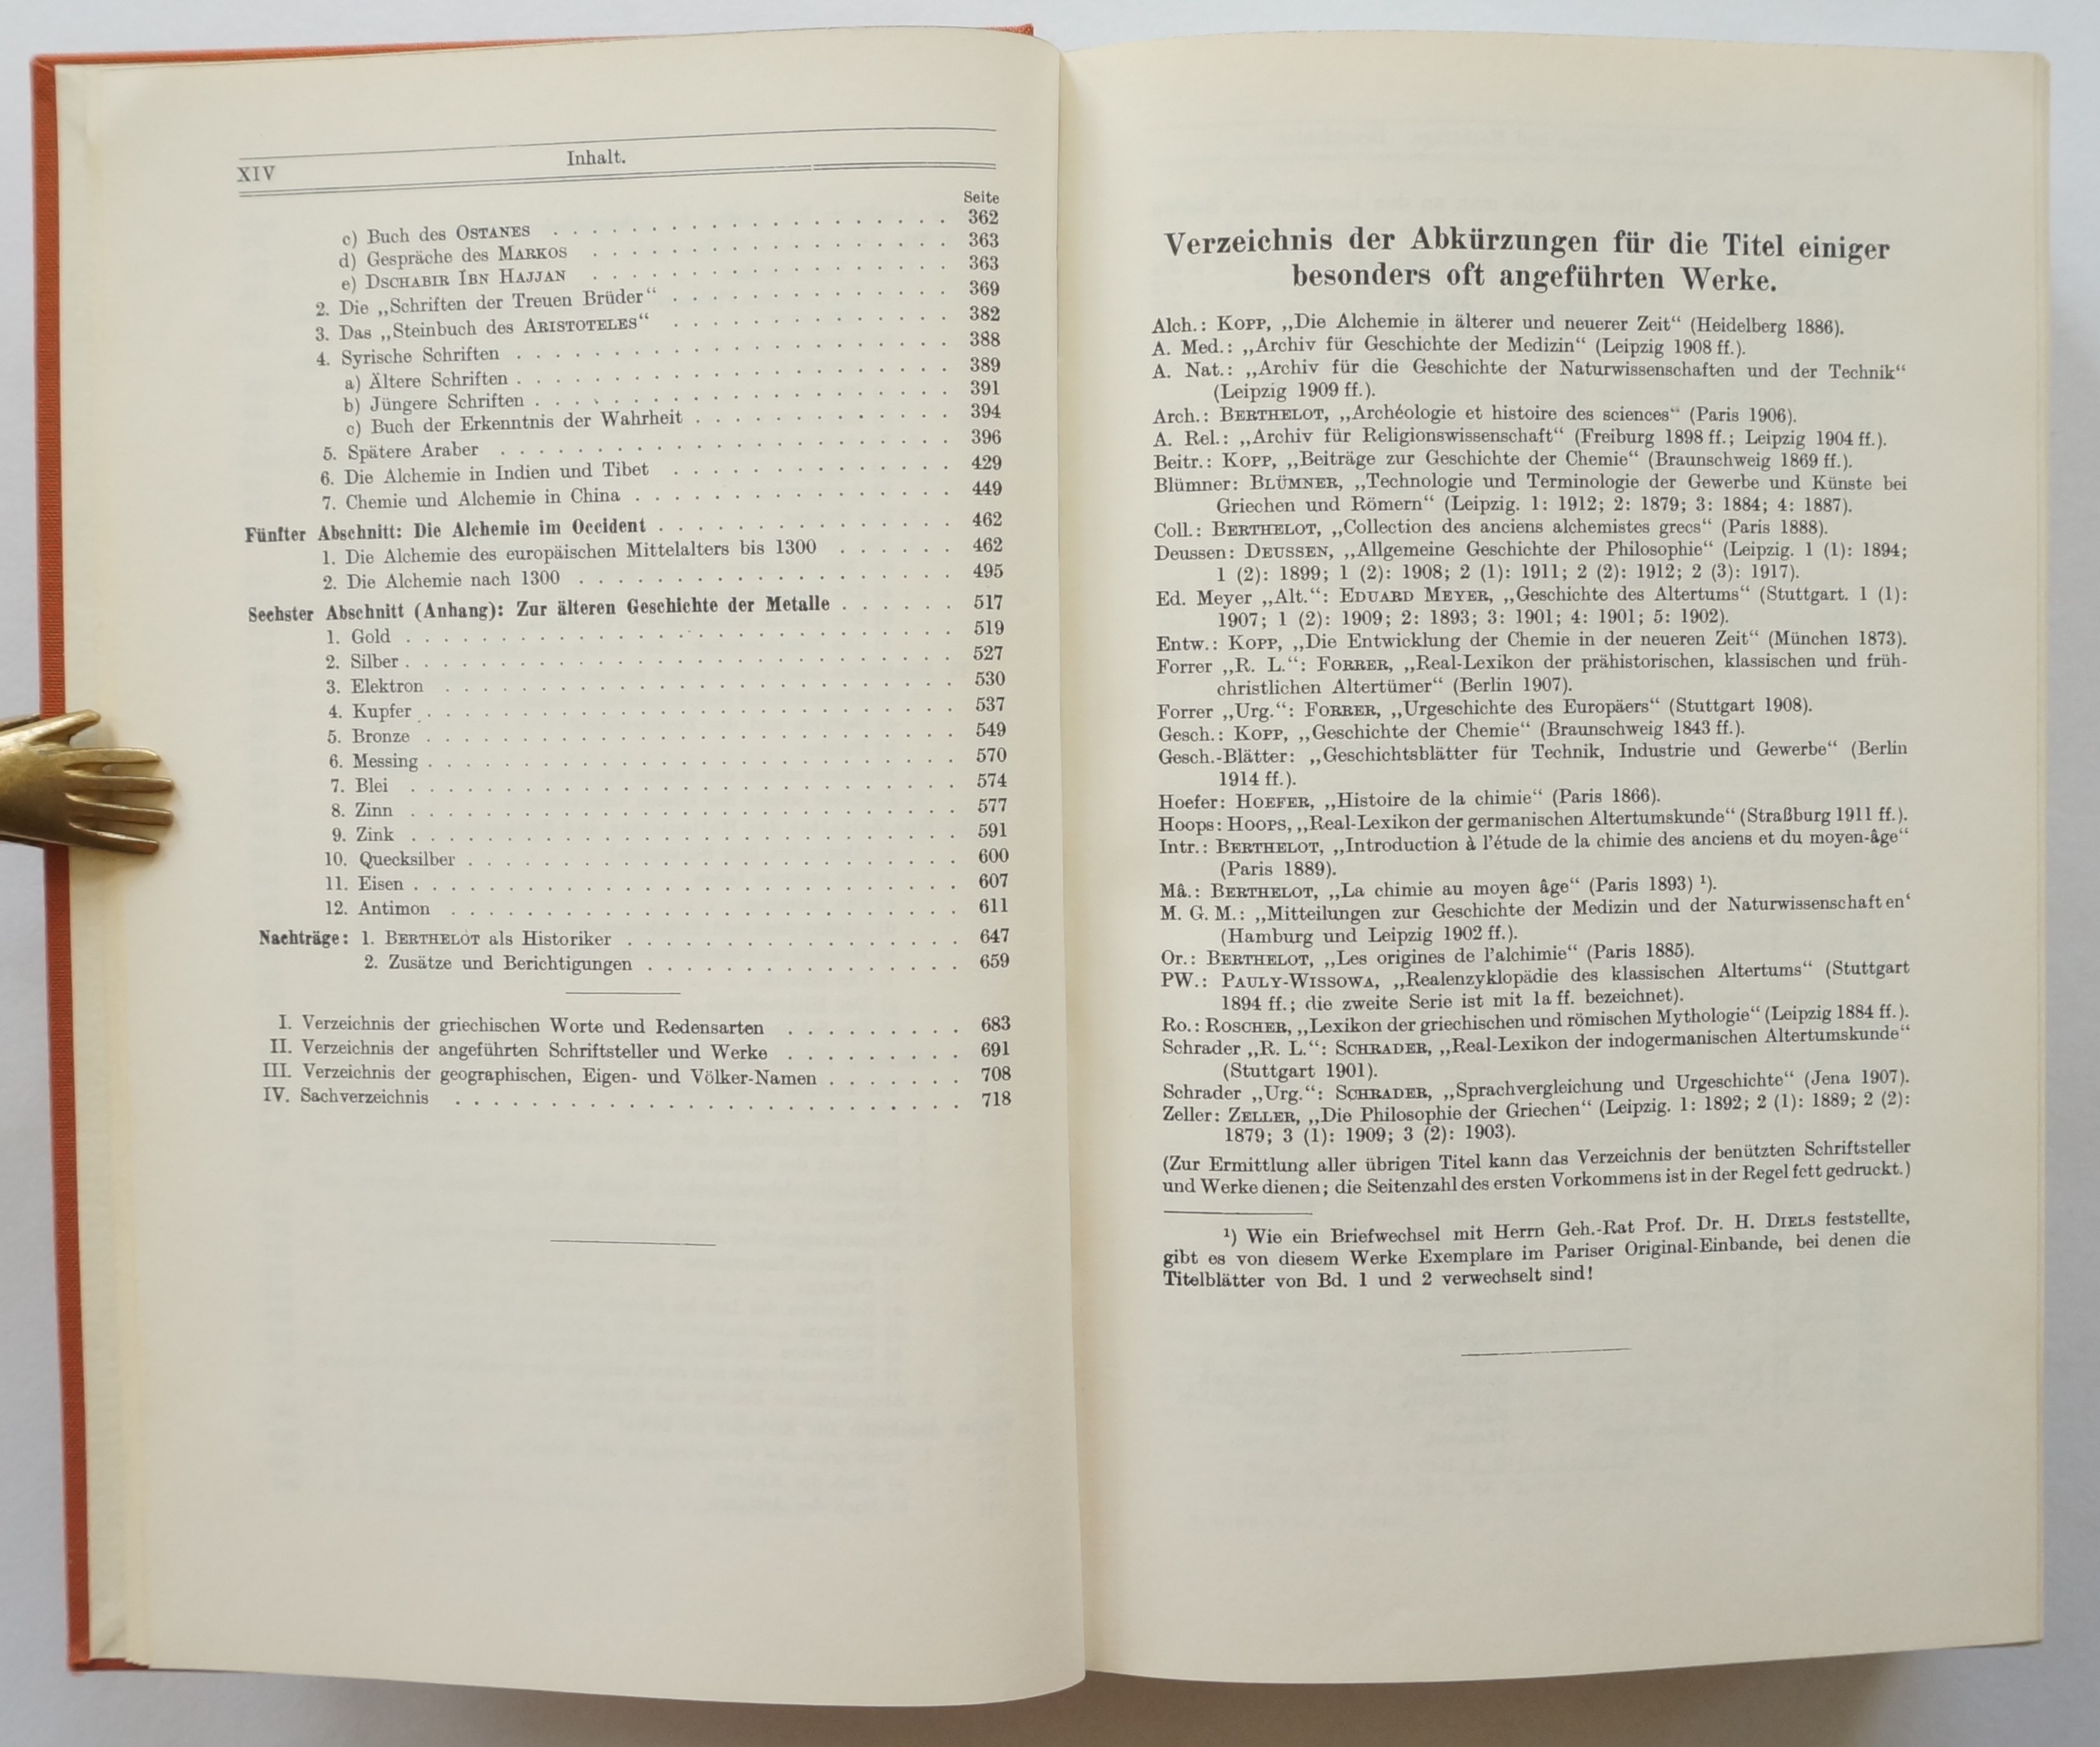 XIV Inhalt.
Seite
c) Buch des OSTANES . . . . . . . . . . . . . . . . . 362
d) Gespräche des MARKOS . . . . . . . . . . . . . . . 363
e) DSCHABIR IBN HAJJAN . . . . . . . . . . . . . . . 363
2. Die „Schriften der Treuen Brüder“ . . . . . . . . . . . . 369
3. Das „Steinbuch des ARISTOTELES“ . . . . . . . . . . . . 382
4. Syrische Schriften . . . . . . . . . . . . . . . . . . . 388
a) Ältere Schriften . . . . . . . . . . . . . . . . . . . 389
b) Jüngere Schriften . . . . . . . . . . . . . . . . . . 391
c) Buch der Erkenntnis der Wahrheit . . . . . . . . . . . 394
5. Spätere Araber . . . . . . . . . . . . . . . . . . . . 396
6. Die Alchemie in Indien und Tibet . . . . . . . . . . . . 429
7. Chemie und Alchemie in China . . . . . . . . . . . . . 449
Fünfter Abschnitt: Die Alchemie im Occident . . . . . . . . . . . . 462
1. Die Alchemie des europäischen Mittelalters bis 1300 . . . . . . 462
2. Die Alchemie nach 1300 . . . . . . . . . . . . . . . . 495
Sechster Abschnitt (Anhang): Zur älteren Geschichte der Metalle . . . . . . 517
1. Gold . . . . . . . . . . . . . . . . . . . . . . . . 519
2. Silber . . . . . . . . . . . . . . . . . . . . . . . . 527
3. Elektron . . . . . . . . . . . . . . . . . . . . . . 530
4. Kupfer . . . . . . . . . . . . . . . . . . . . . . . 537
5. Bronze . . . . . . . . . . . . . . . . . . . . . . . 549
6. Messing . . . . . . . . . . . . . . . . . . . . . . . 570
7. Blei . . . . . . . . . . . . . . . . . . . . . . . . 574
8. Zinn . . . . . . . . . . . . . . . . . . . . . . . . 577
9. Zink . . . . . . . . . . . . . . . . . . . . . . . . 591
10. Quecksilber . . . . . . . . . . . . . . . . . . . . . 600
11. Eisen . . . . . . . . . . . . . . . . . . . . . . . . 607
12. Antimon . . . . . . . . . . . . . . . . . . . . . . 611
Nachträge: 1. BERTHELOT als Historiker . . . . . . . . . . . . . . . 647
2. Zusätze und Berichtigungen . . . . . . . . . . . . . . 659
I. Verzeichnis der griechischen Worte und Redensarten . . . . . . . . . 683
II. Verzeichnis der angeführten Schriftsteller und Werke . . . . . . . . . 691
III. Verzeichnis der geographischen, Eigen- und Völker-Namen . . . . . . . 708
IV. Sachverzeichnis . . . . . . . . . . . . . . . . . . . . . . . . 718
Verzeichnis der Abkürzungen für die Titel einiger
besonders oft angeführten Werke.
Alch.: KOPP, „Die Alchemie in älterer und neuerer Zeit“ (Heidelberg 1886).
A. Med.: „Archiv für Geschichte der Medizin“ (Leipzig 1908 ff.).
A. Nat.: „Archiv für die Geschichte der Naturwissenschaften und der Technik“
(Leipzig 1909 ff.).
Arch.: BERTHELOT, „Archéologie et histoire des sciences“ (Paris 1906).
A. Rel.: „Archiv für Religionswissenschaft“ (Freiburg 1898 ff.; Leipzig 1904 ff.).
Beitr.: KOPP, „Beiträge zur Geschichte der Chemie“ (Braunschweig 1869 ff.).
Blümner: BLÜMNER, „Technologie und Terminologie der Gewerbe und Künste bei
Griechen und Römern“ (Leipzig. 1: 1912; 2: 1879; 3: 1884; 4: 1887).
Coll.: BERTHELOT, „Collection des anciens alchemistes grecs“ (Paris 1888).
Deussen: DEUSSEN, „Allgemeine Geschichte der Philosophie“ (Leipzig. 1 (1): 1894;
1 (2): 1899; 1 (2): 1908; 2 (1): 1911; 2 (2): 1912; 2 (3): 1917).
Ed. Meyer „Alt.“: EDUARD MEYER, „Geschichte des Altertums“ (Stuttgart. 1 (1):
1907; 1 (2): 1909; 2: 1893; 3: 1901; 4: 1901; 5: 1902).
Entw.: KOPP, „Die Entwicklung der Chemie in der neueren Zeit“ (München 1873).
Forrer „R. L.“: FORRER, „Real-Lexikon der prähistorischen, klassischen und früh-
christlichen Altertümer“ (Berlin 1907).
Forrer „Urg.“: FORRER, „Urgeschichte des Europäers“ (Stuttgart 1908).
Gesch.: KOPP, „Geschichte der Chemie“ (Braunschweig 1843 ff.).
Gesch.-Blätter: „Geschichtsblätter für Technik, Industrie und Gewerbe“ (Berlin
1914 ff.).
Hoefer: HOEFER, „Histoire de la chimie“ (Paris 1866).
Hoops: HOOPS, „Real-Lexikon der germanischen Altertumskunde“ (Straßburg 1911 ff.).
Intr.: BERTHELOT, „Introduction à l'étude de la chimie des anciens et du moyen-âge“
(Paris 1889).
Mâ.: BERTHELOT, „La chimie au moyen âge“ (Paris 1893) ¹).
M. G. M.: „Mitteilungen zur Geschichte der Medizin und der Naturwissenschaften‘
(Hamburg und Leipzig 1902 ff.).
Or.: BERTHELOT, „Les origines de l'alchimie“ (Paris 1885).
PW.: PAULY-WISSOWA, „Realenzyklopädie des klassischen Altertums“ (Stuttgart
1894 ff.; die zweite Serie ist mit 1a ff. bezeichnet).
Ro.: ROSCHER, „Lexikon der griechischen und römischen Mythologie“ (Leipzig 1884 ff.).
Schrader „R. L.“: SCHRADER, „Real-Lexikon der indogermanischen Altertumskunde“
(Stuttgart 1901).
Schrader „Urg.“: SCHRADER, „Sprachvergleichung und Urgeschichte“ (Jena 1907).
Zeller: ZELLER, „Die Philosophie der Griechen“ (Leipzig. 1: 1892; 2 (1): 1889; 2 (2):
1879; 3 (1): 1909; 3 (2): 1903).
(Zur Ermittlung aller übrigen Titel kann das Verzeichnis der benützten Schriftsteller
und Werke dienen; die Seitenzahl des ersten Vorkommens ist in der Regel fett gedruckt.)
¹) Wie ein Briefwechsel mit Herrn Geh.-Rat Prof. Dr. H. DIELS feststellte,
gibt es von diesem Werke Exemplare im Pariser Original-Einbande, bei denen die
Titelblätter von Bd. 1 und 2 verwechselt sind!